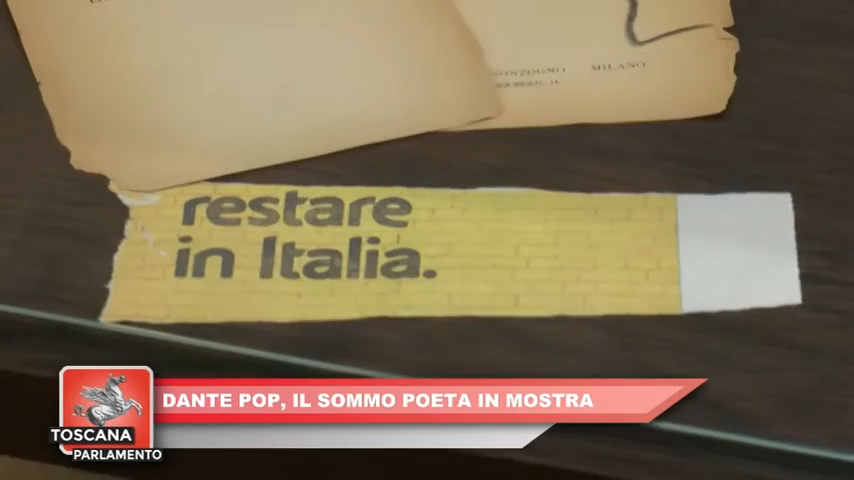 MILANO
restare
in Italia.
DANTE POP, IL SOMMO POETA IN MOSTRA
TOSCANA
PARLAMENTO